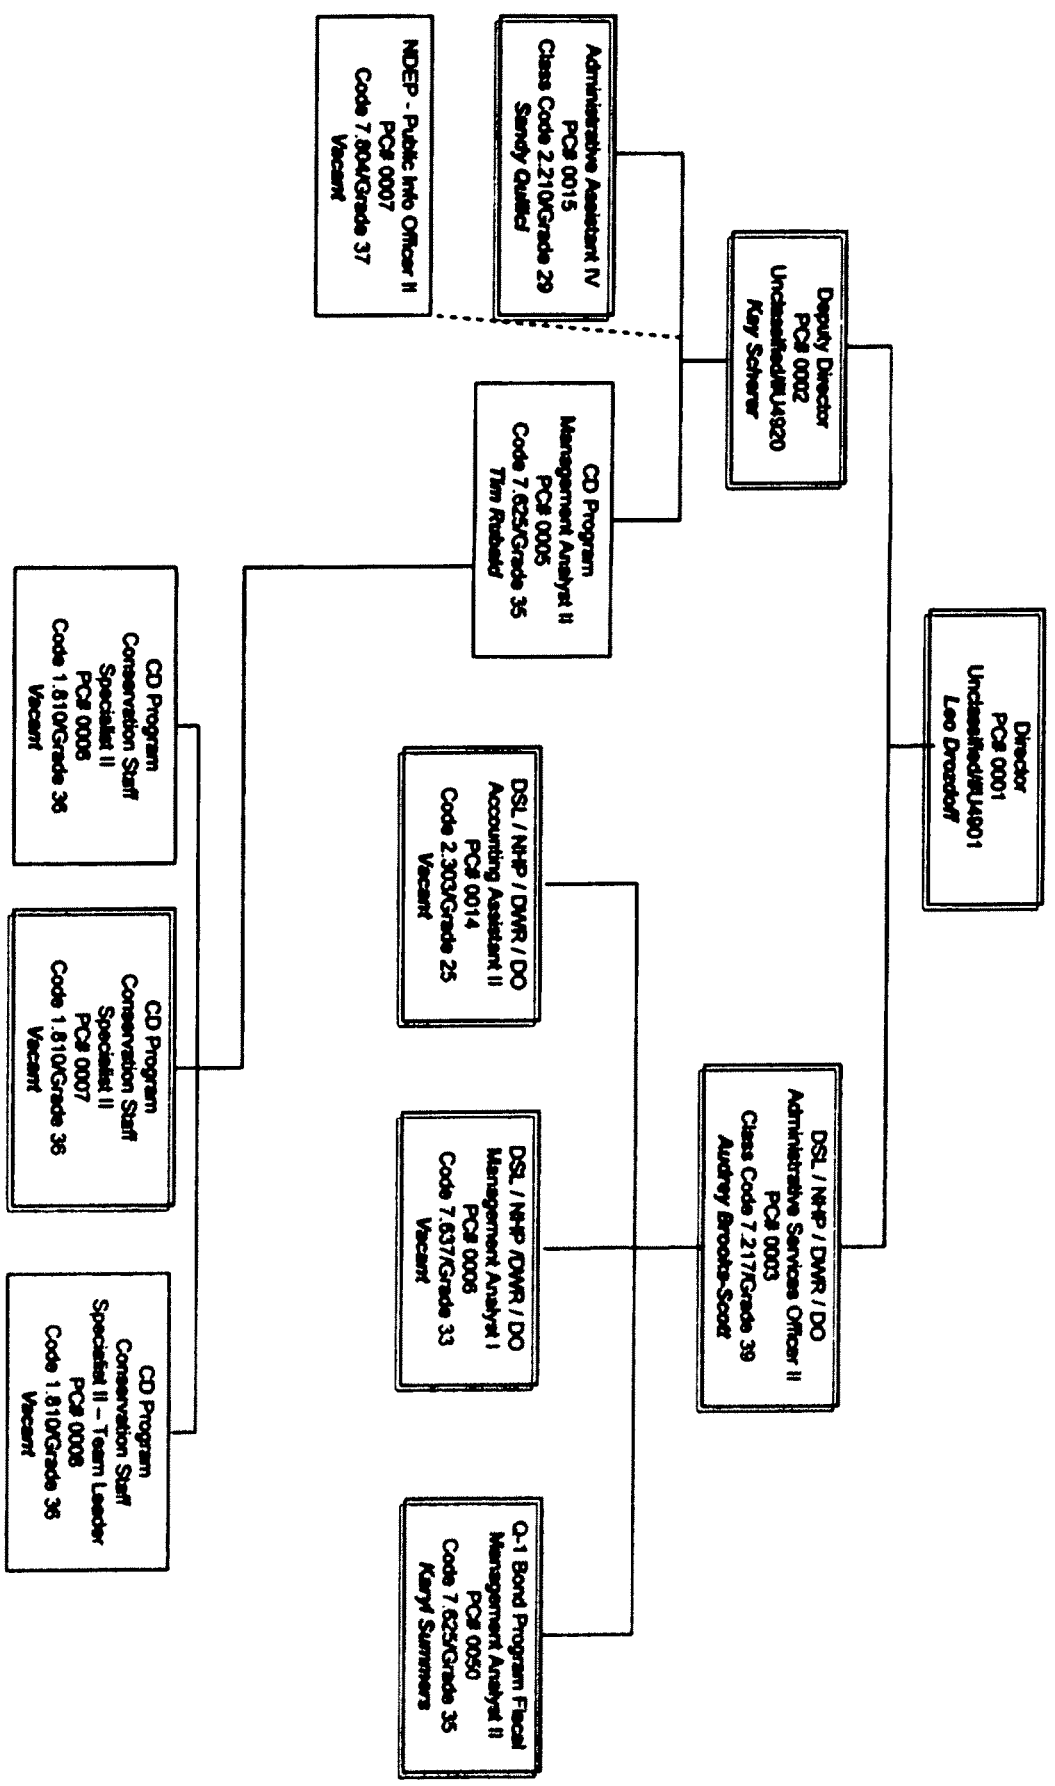 Director
PC# 0001
Unclassified/#U4901
Leo Drozdoff
Deputy Director
PC# 0002
Unclassified/#U4920
Kay Scherer
DSL / NHP / DWR / DO
Administrative Services Officer II
PC# 0003
Class Code 7.217/Grade 39
Audrey Brooks-Scott
Administrative Assistant IV
PC# 0015
Class Code 2.210/Grade 29
Sandy Quilici
CD Program
Management Analyst II
PC# 0005
Code 7.625/Grade 35
Tim Rubald
DSL / NHP / DWR / DO
Accounting Assistant II
PC# 0014
Code 2.303/Grade 25
Vacant
DSL / NHP /DWR / DO
Management Analyst I
PC# 0006
Code 7.637/Grade 33
Vacant
Q-1 Bond Program Fiscal
Management Analyst II
PC# 0050
Code 7.625/Grade 35
Karyl Summers
NDEP - Public Info Officer II
PC# 0007
Code 7.804/Grade 37
Vacant
CD Program
Conservation Staff
Specialist II
PC# 0006
Code 1.810/Grade 36
Vacant
CD Program
Conservation Staff
Specialist II
PC# 0007
Code 1.810/Grade 36
Vacant
CD Program
Conservation Staff
Specialist II – Team Leader
PC# 0008
Code 1.810/Grade 36
Vacant